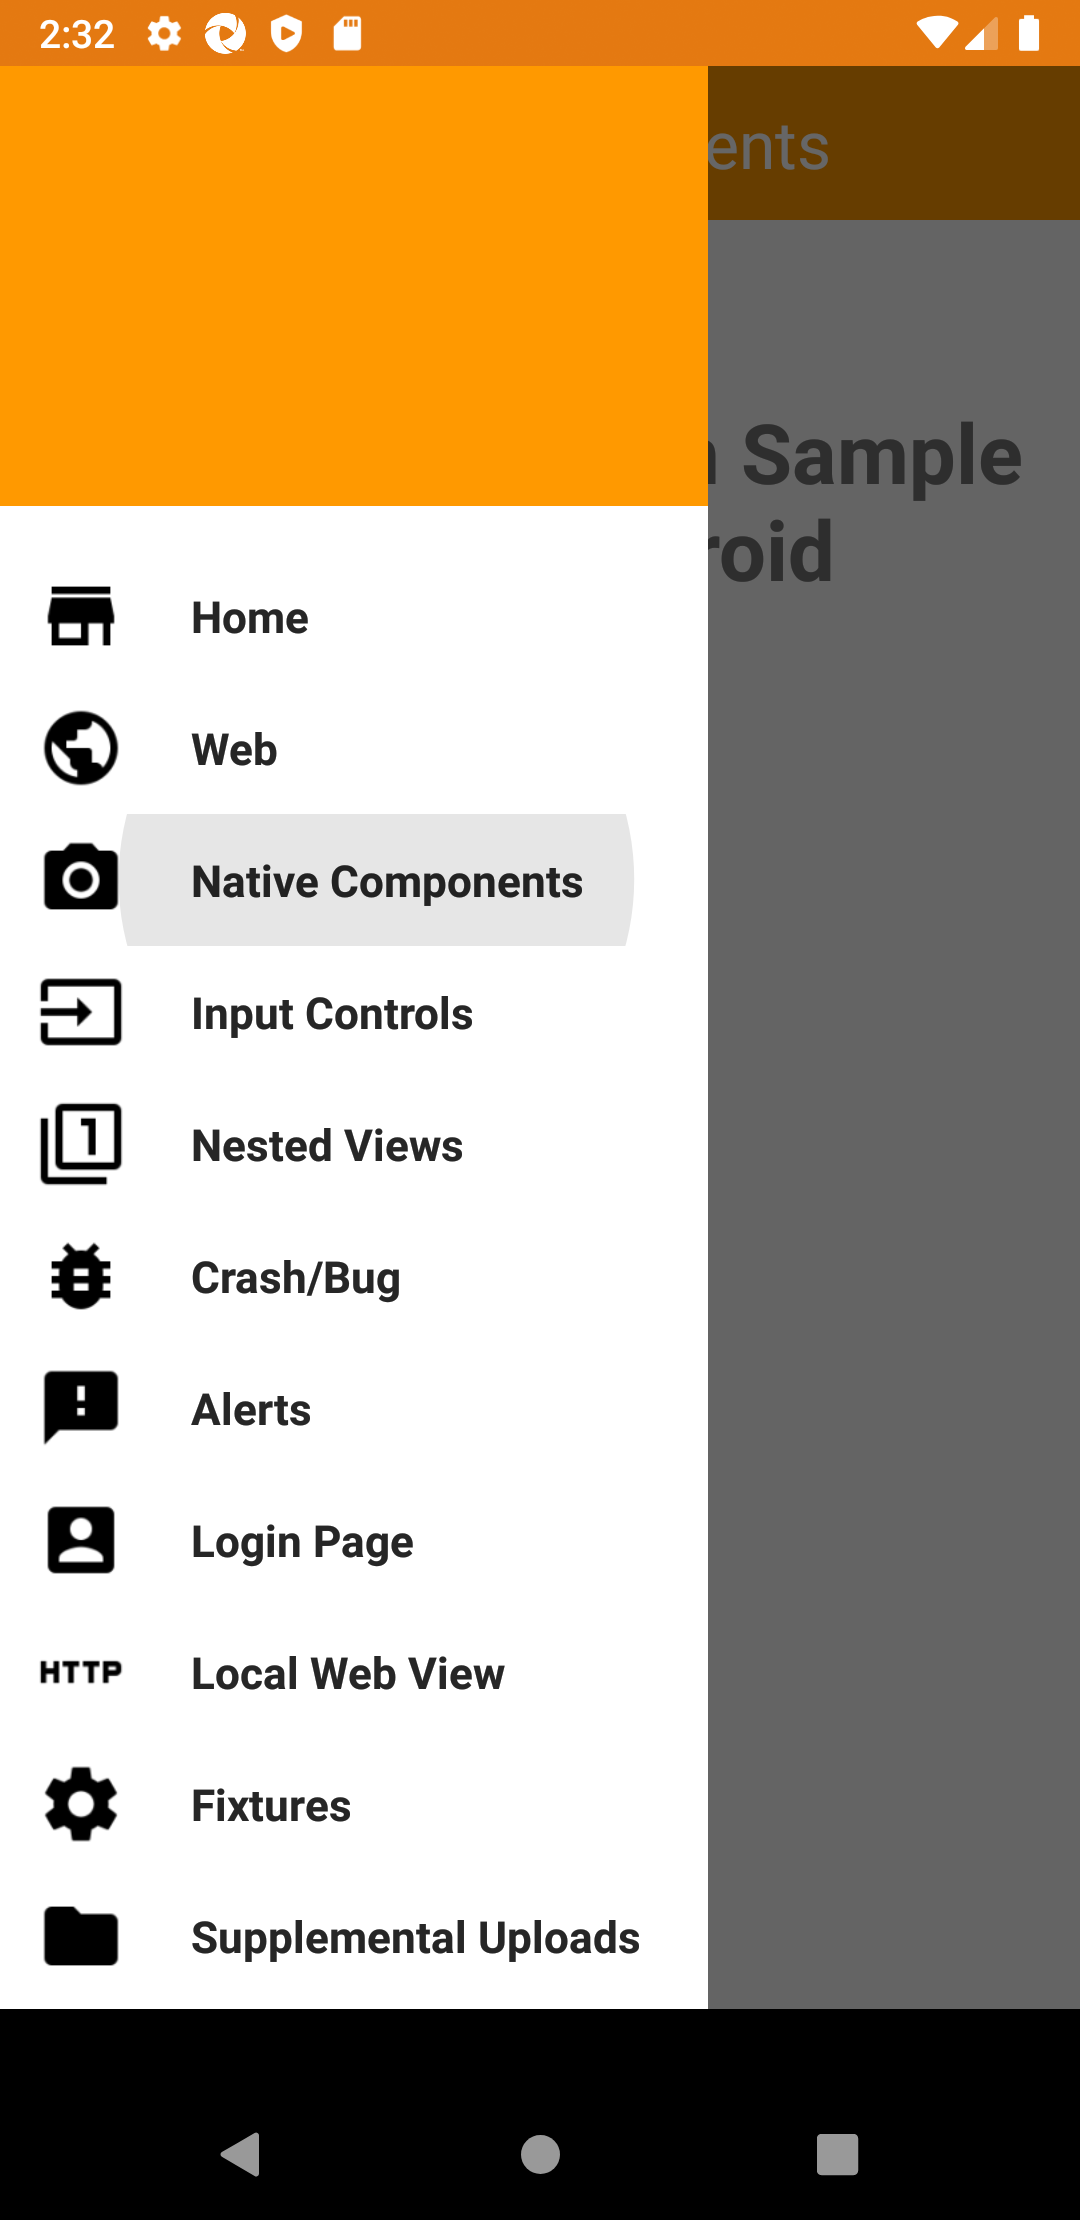 2:32
ents
Sample
roid
Home
Web
Native Components
Input Controls
1
Nested Views
Crash/Bug
Alerts
Login Page
HTTP
Local Web View
Fixtures
Supplemental Uploads